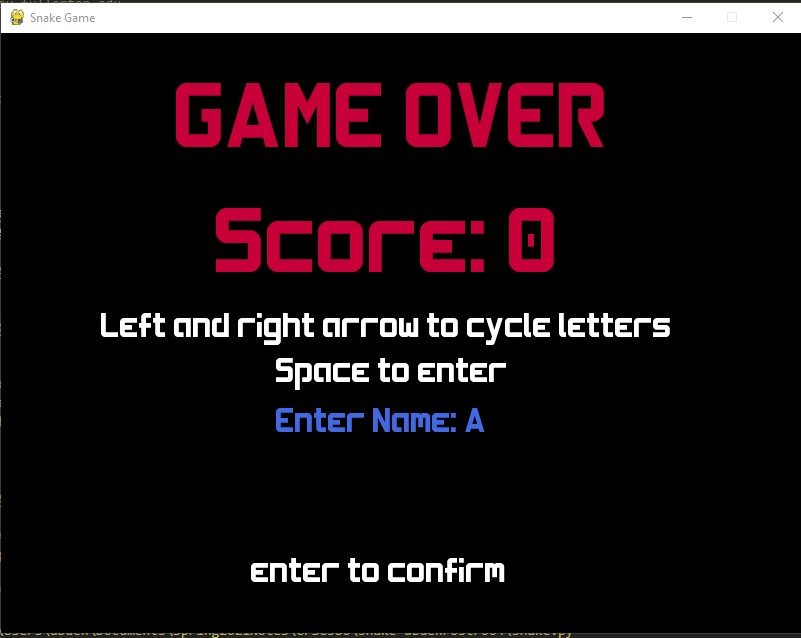 Snake Game
GAME OVER
Score: 0
Left and right arrow to cycle letters
Space to enter
Enter Name: A
enter to confirm